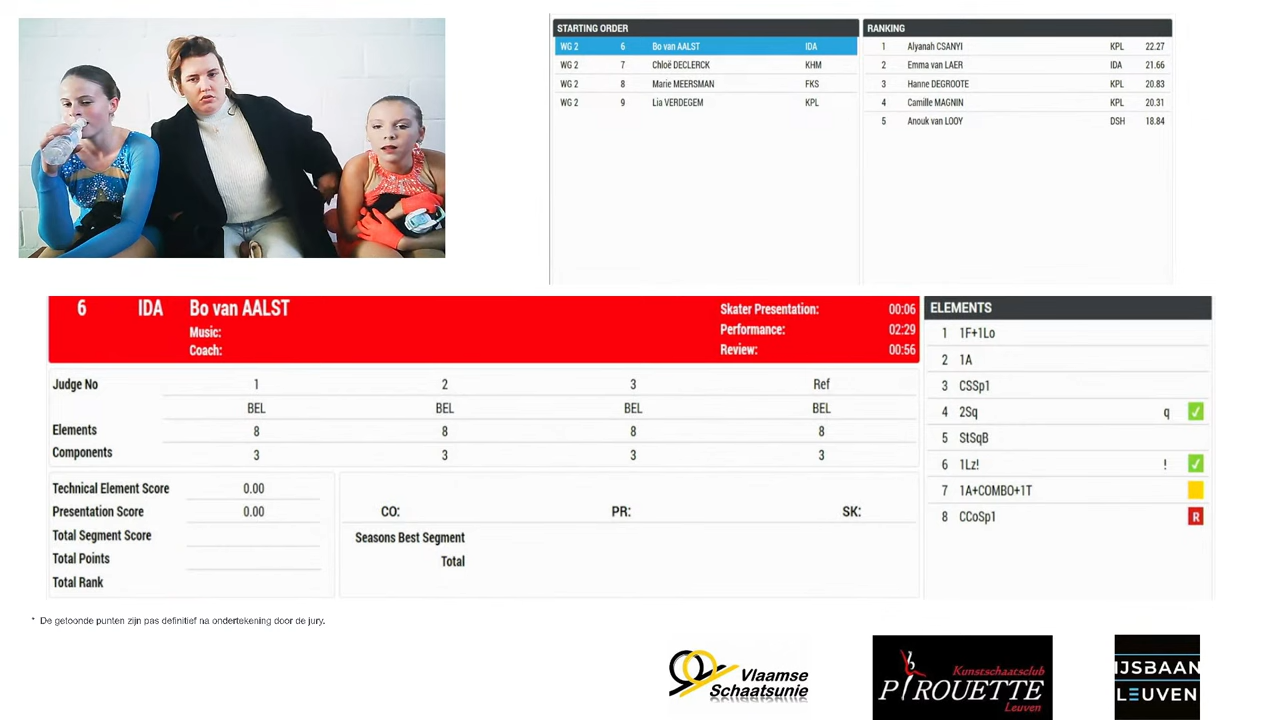 STARTING ORDER
WG 2 6 Bo van AALST IDA
WG 2 7 Chloë DECLERCK KHM
WG 2 8 Marie MEERSMAN FKS
WG 2 9 Lia VERDEGEM KPL
RANKING
1 Alyanah CSANYI KPL 22.27
2 Emma van LAER IDA 21.66
3 Hanne DEGROOTE KPL 20.83
4 Camille MAGNIN KPL 20.31
5 Anouk van LOOY DSH 18.84
6 IDA Bo van AALST
Music:
Coach:
Skater Presentation: 00:06
Performance: 02:29
Review: 00:56
Judge No 1 2 3 Ref
BEL BEL BEL BEL
Elements 8 8 8 8
Components 3 3 3 3
Technical Element Score 0.00
Presentation Score 0.00
Total Segment Score
Total Points
Total Rank
CO: PR: SK:
Seasons Best Segment
Total
ELEMENTS
1 1F+1Lo
2 1A
3 CSSp1
4 2Sq q
5 StSqB
6 1Lz! !
7 1A+COMBO+1T
8 CCoSp1 R
* De getoonde punten zijn pas definitief na ondertekening door de jury.
Vlaamse
Schaatsunie
Kunstschaatsclub
PIROUETTE
Leuven
IJSBAAN
LEUVEN